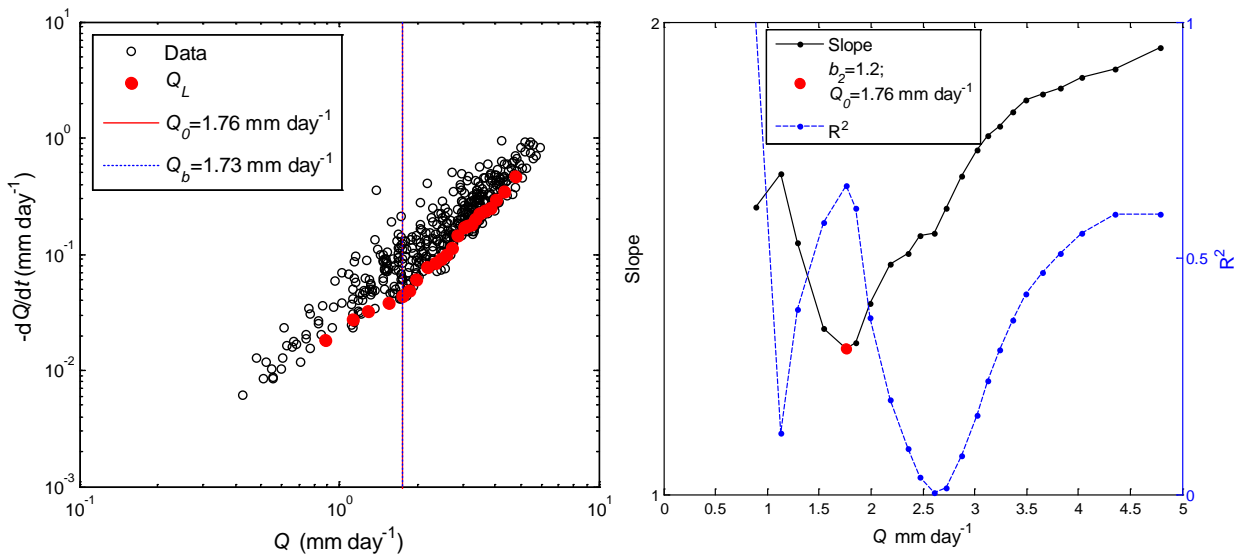 10^1
10^0
10^-1
10^-2
10^-3
-dQ/dt (mm day^-1)
Data
Q_L
Q_0=1.76 mm day^-1
Q_b=1.73 mm day^-1
10^-1
10^0
10^1
Q (mm day^-1)
2
1
Slope
Slope
b_2=1.2;
Q_0=1.76 mm day^-1
R^2
1
0.5
0
R^2
0 0.5 1 1.5 2 2.5 3 3.5 4 4.5 5
Q mm day^-1